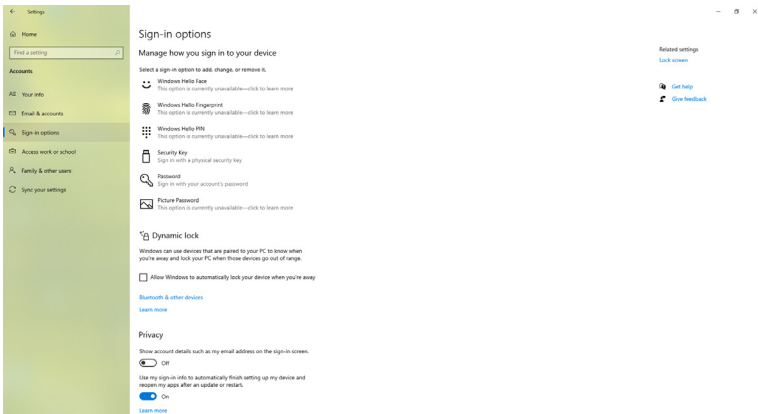 Settings
Home
Find a setting
Accounts
Your info
Email & accounts
Sign-in options
Access work or school
Family & other users
Sync your settings
Sign-in options
Manage how you sign in to your device
Select a sign-in option to add, change, or remove it.
Windows Hello Face
This option is currently unavailable—click to learn more
Windows Hello Fingerprint
This option is currently unavailable—click to learn more
Windows Hello PIN
This option is currently unavailable—click to learn more
Security Key
Sign in with a physical security key
Password
Sign in with your account's password
Picture Password
This option is currently unavailable—click to learn more
Dynamic lock
Windows can use devices that are paired to your PC to know when
you're away and lock your PC when those devices go out of range.
Allow Windows to automatically lock your device when you're away
Bluetooth & other devices
Learn more
Privacy
Show account details such as my email address on the sign-in screen.
Off
Use my sign-in info to automatically finish setting up my device and
reopen my apps after an update or restart.
On
Learn more
Related settings
Lock screen
Get help
Give feedback